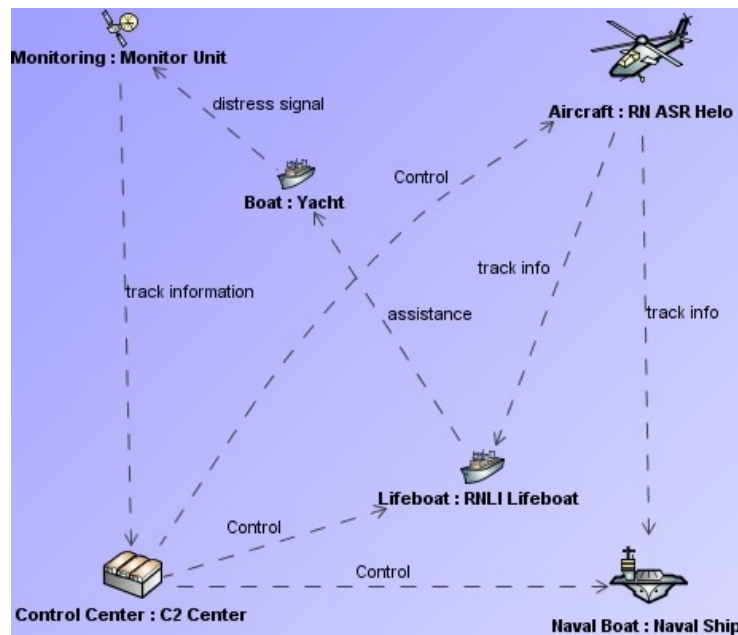 Monitoring : Monitor Unit
distress signal
Aircraft : RN ASR Helo
Control
Boat : Yacht
track info
track information
assistance
track info
Lifeboat : RNLI Lifeboat
Control
Control
Control Center : C2 Center
Naval Boat : Naval Ship